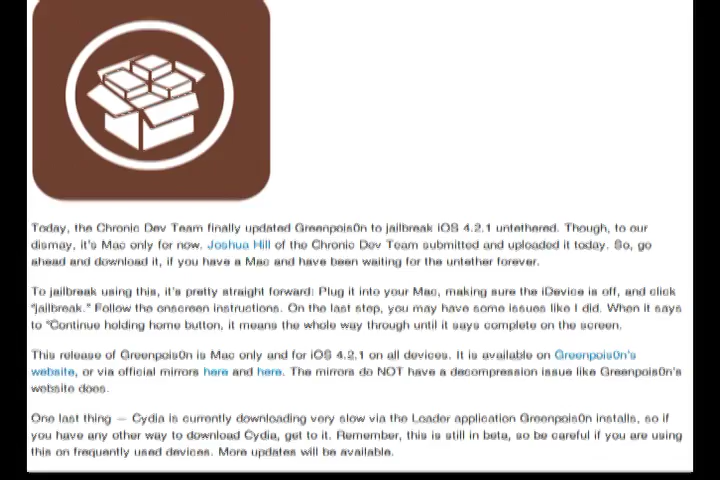 Today, the Chronic Dev Team finally updated Greenpois0n to jailbreak iOS 4.2.1 untethered. Though, to our
dismay, it's Mac only for now. Joshua Hill of the Chronic Dev Team submitted and uploaded it today. So, go
ahead and download it, if you have a Mac and have been waiting for the untether forever.
To jailbreak using this, it's pretty straight forward: Plug it into your Mac, making sure the iDevice is off, and click
"jailbreak." Follow the onscreen instructions. On the last step, you may have some issues like I did. When it says
to "Continue holding home button, it means the whole way through until it says complete on the screen.
This release of Greenpois0n is Mac only and for iOS 4.2.1 on all devices. It is available on Greenpois0n's
website, or via official mirrors here and here. The mirrors do NOT have a decompression issue like Greenpois0n's
website does.
One last thing — Cydia is currently downloading very slow via the Loader application Greenpois0n installs, so if
you have any other way to download Cydia, get to it. Remember, this is still in beta, so be careful if you are using
this on frequently used devices. More updates will be available.